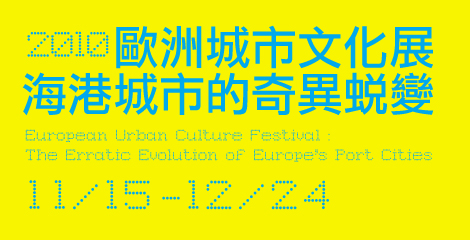 2010 歐洲城市文化展
海港城市的奇異蛻變
European Urban Culture Festival :
The Erratic Evolution of Europe's Port Cities
11/15-12/24